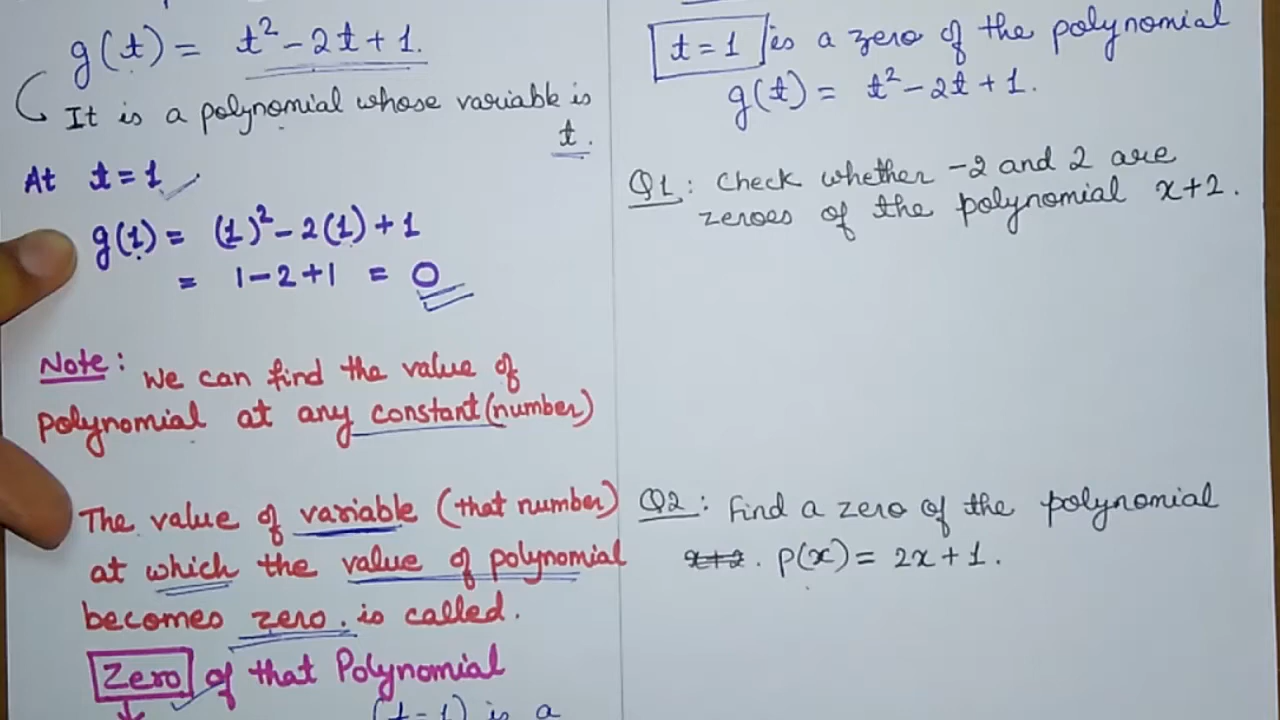 g(t) = t² - 2t + 1.
It is a polynomial whose variable is
t.
At t = 1
g(1) = (1)² - 2(1) + 1
= 1 - 2 + 1 = 0
Note: We can find the value of
polynomial at any constant (number)
The value of variable (that number)
at which the value of polynomial
becomes zero. is called.
Zero of that Polynomial
(t-1) is a
t = 1 is a zero of the polynomial
g(t) = t² - 2t + 1.
Q1: Check whether -2 and 2 are
zeroes of the polynomial x+2.
Q2: Find a zero of the polynomial
x+2. p(x) = 2x + 1.